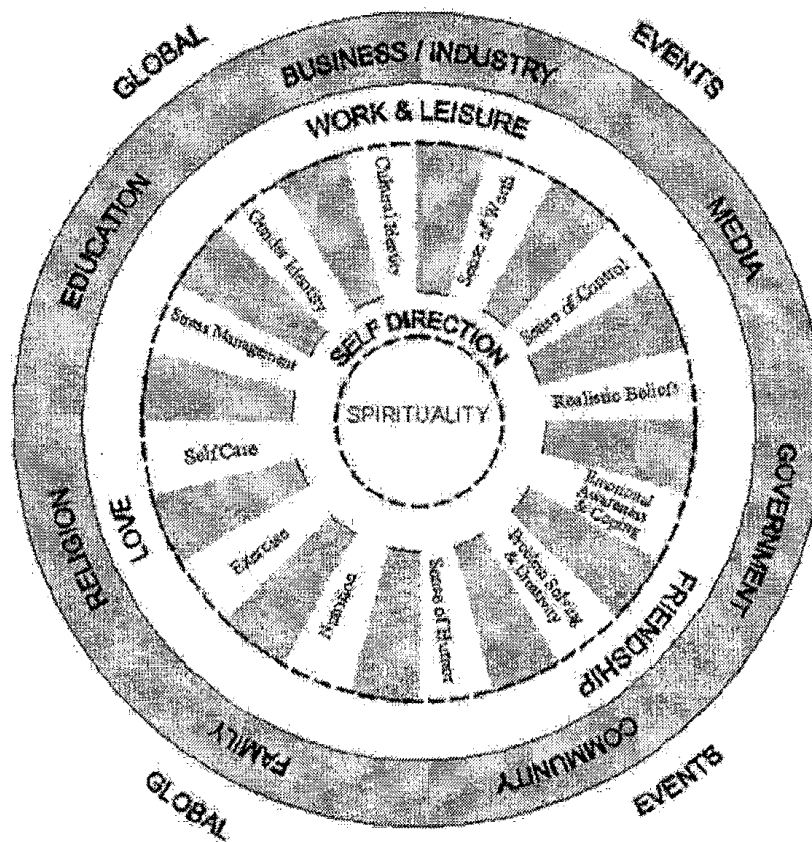 GLOBAL
EVENTS
BUSINESS / INDUSTRY
MEDIA
GOVERNMENT
COMMUNITY
FAMILY
RELIGION
EDUCATION
WORK & LEISURE
FRIENDSHIP
LOVE
Sense of Worth
Sense of Control
Realistic Beliefs
Emotional
Awareness
& Coping
Problem Solving
& Creativity
Sense of Humor
Nutrition
Exercise
Self Care
Stress Management
Gender Identity
Cultural Identity
SELF DIRECTION
SPIRITUALITY
GLOBAL
EVENTS